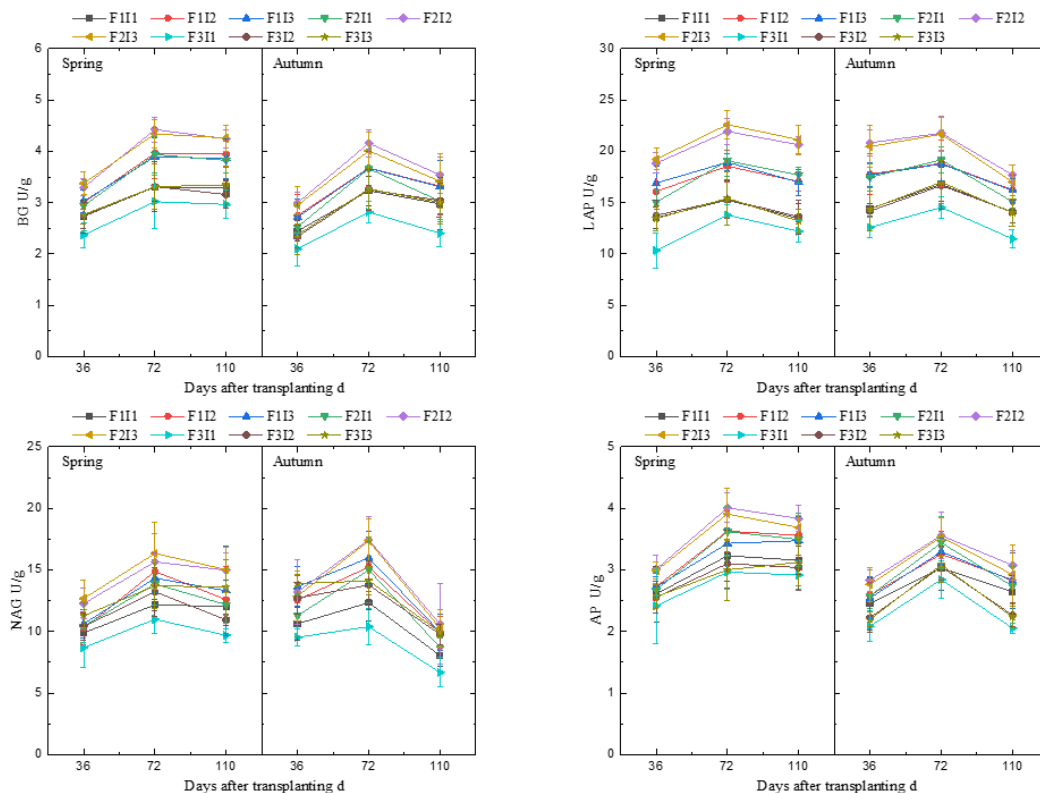 F1I1 F1I2 F1I3 F2I1 F2I2
F2I3 F3I1 F3I2 F3I3
6
5
4
3
2
1
0
BG U/g
Spring
Autumn
36 72 110 36 72 110
Days after transplanting d
F1I1 F1I2 F1I3 F2I1 F2I2
F2I3 F3I1 F3I2 F3I3
30
25
20
15
10
5
0
LAP U/g
Spring
Autumn
36 72 110 36 72 110
Days after transplanting d
F1I1 F1I2 F1I3 F2I1 F2I2
F2I3 F3I1 F3I2 F3I3
25
20
15
10
5
0
NAG U/g
Spring
Autumn
36 72 110 36 72 110
Days after transplanting d
F1I1 F1I2 F1I3 F2I1 F2I2
F2I3 F3I1 F3I2 F3I3
5
4
3
2
1
0
AP U/g
Spring
Autumn
36 72 110 36 72 110
Days after transplanting d